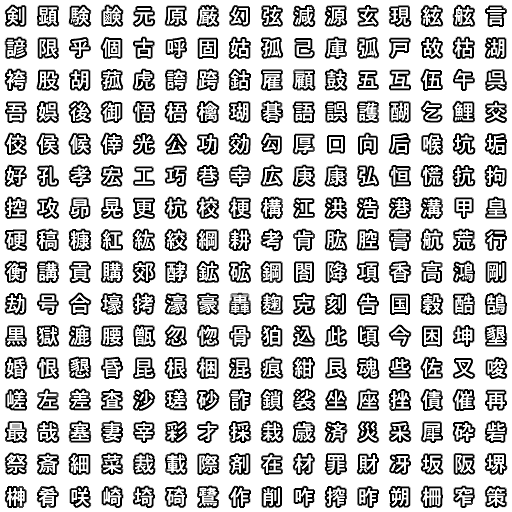 剣顕験鹸元原厳幻弦減源玄現絃舷言
諺限乎個古呼固姑孤己庫弧戸故枯湖
袴股胡菰虎誇跨鈷雇顧鼓五互伍午呉
吾娯後御悟梧檎瑚碁語誤護醐乞鯉交
佼侯候倖光公功効勾厚口向后喉坑垢
好孔孝宏工巧巷幸広庚康弘恒慌抗拘
控攻昂晃更杭校梗構江洪浩港溝甲皇
硬稿糠紅紘絞綱耕考肯肱腔膏航荒行
衡講貢購郊酵鉱砿鋼閤降項香高鴻剛
劫号合壕拷濠豪轟麹克刻告国穀酷鵠
黒獄漉腰甑忽惚骨狛込此頃今困坤墾
婚恨懇昏昆根梱混痕紺艮魂些佐叉唆
嵯左差査沙瑳砂詐鎖裟坐座挫債催再
最哉塞妻宰彩才採栽歳済災采犀砕砦
祭斎細菜裁載際剤在材罪財冴坂阪堺
榊肴咲崎埼碕鷺作削咋搾昨朔柵窄策